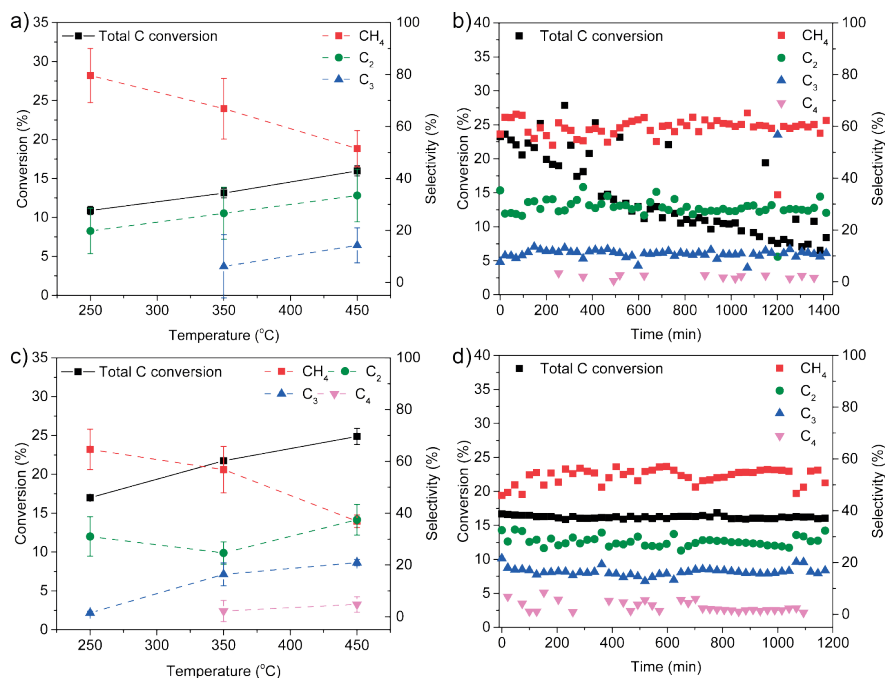 a)
Total C conversion
CH4
C2
C3
Conversion (%)
35
30
25
20
15
10
5
0
100
80
60
40
20
0
Selectivity (%)
250 300 350 400 450
Temperature (°C)
b)
Total C conversion
CH4
C2
C3
C4
Conversion (%)
40
35
30
25
20
15
10
5
0
100
80
60
40
20
0
Selectivity (%)
0 200 400 600 800 1000 1200 1400
Time (min)
c)
Total C conversion
CH4 C2
C3 C4
Conversion (%)
35
30
25
20
15
10
5
0
100
80
60
40
20
0
Selectivity (%)
250 300 350 400 450
Temperature (°C)
d)
Total C conversion
CH4
C2
C3
C4
Conversion (%)
40
35
30
25
20
15
10
5
0
100
80
60
40
20
0
Selectivity (%)
0 200 400 600 800 1000 1200
Time (min)